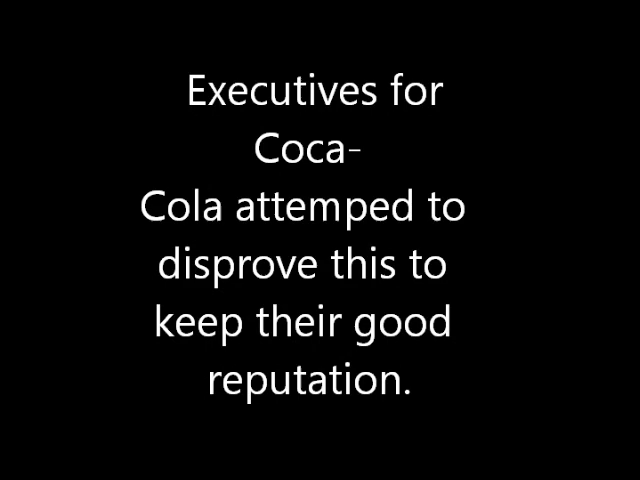 Executives for
Coca-
Cola attemped to
disprove this to
keep their good
reputation.